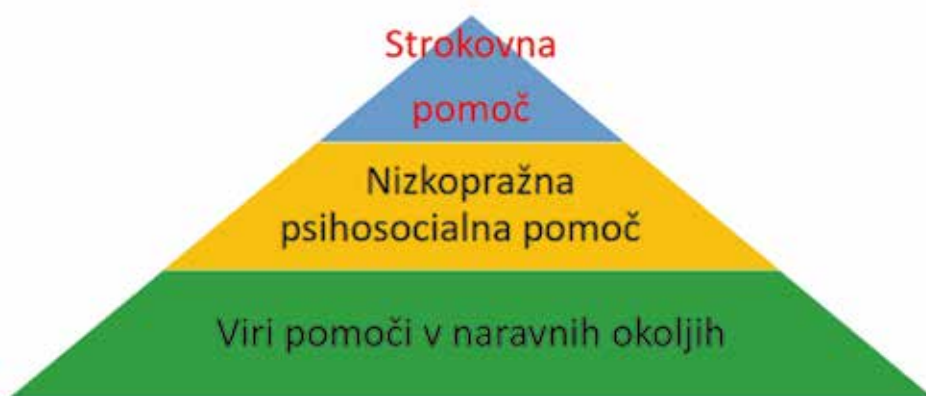 Strokovna
pomoč
Nizkopražna
psihosocialna pomoč
Viri pomoči v naravnih okoljih